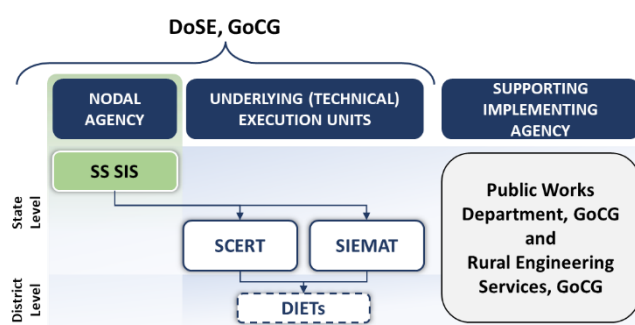 DoSE, GoCG
NODAL
AGENCY
UNDERLYING (TECHNICAL)
EXECUTION UNITS
SUPPORTING
IMPLEMENTING
AGENCY
State
Level
SS SIS
SCERT
SIEMAT
Public Works
Department, GoCG
and
Rural Engineering
Services, GoCG
District
Level
DIETs